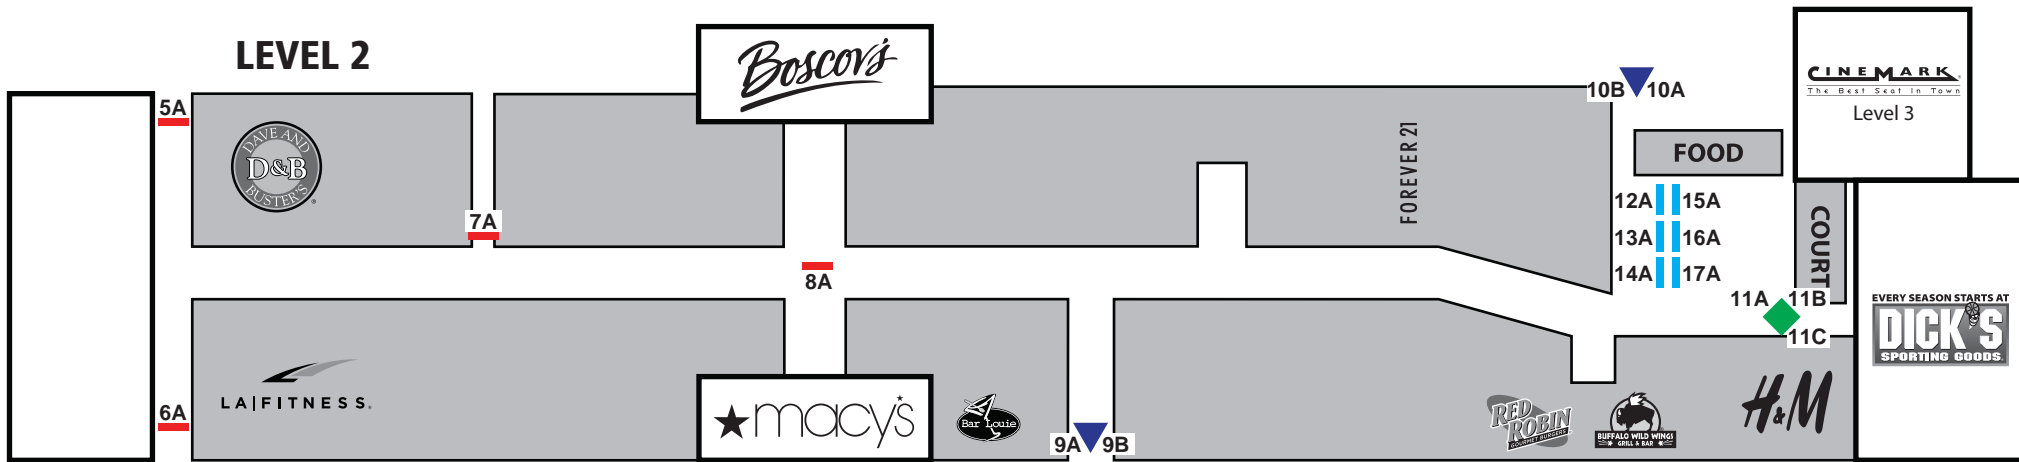 LEVEL 2
Boscov's
CINEMARK
The Best Seat In Town
Level 3
5A
10B
10A
DAVE AND
D&B
BUSTER'S
FOREVER 21
FOOD
COURT
7A
12A
15A
13A
16A
14A
17A
8A
11A
11B
11C
EVERY SEASON STARTS AT
DICK'S
SPORTING GOODS
LA|FITNESS.
6A
★macy's
Bar Louie
9A
9B
RED
ROBIN
GOURMET BURGERS
BUFFALO WILD WINGS
GRILL & BAR
H&M